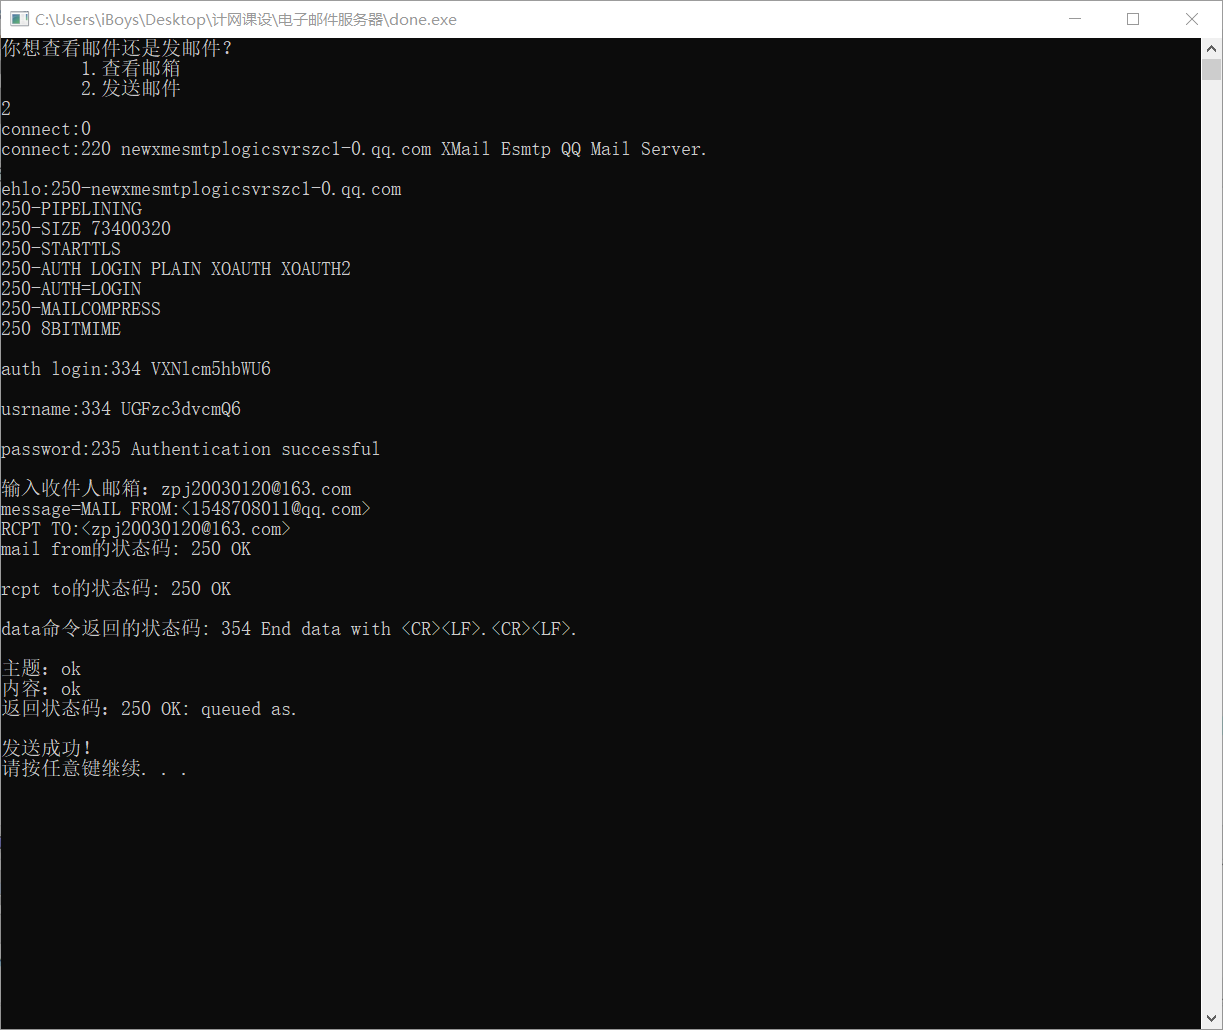 C:\Users\iBoys\Desktop\计网课设\电子邮件服务器\done.exe
你想查看邮件还是发邮件？
1.查看邮箱
2.发送邮件
2
connect:0
connect:220 newxmesmtplogicsvrszc1-0.qq.com XMail Esmtp QQ Mail Server.
ehlo:250-newxmesmtplogicsvrszc1-0.qq.com
250-PIPELINING
250-SIZE 73400320
250-STARTTLS
250-AUTH LOGIN PLAIN XOAUTH XOAUTH2
250-AUTH=LOGIN
250-MAILCOMPRESS
250 8BITMIME
auth login:334 VXNlcm5hbWU6
usrname:334 UGFzc3dvcmQ6
password:235 Authentication successful
输入收件人邮箱：zpj20030120@163.com
message=MAIL FROM:<1548708011@qq.com>
RCPT TO:<zpj20030120@163.com>
mail from的状态码: 250 OK
rcpt to的状态码: 250 OK
data命令返回的状态码: 354 End data with <CR><LF>.<CR><LF>.
主题：ok
内容：ok
返回状态码：250 OK: queued as.
发送成功！
请按任意键继续. . .